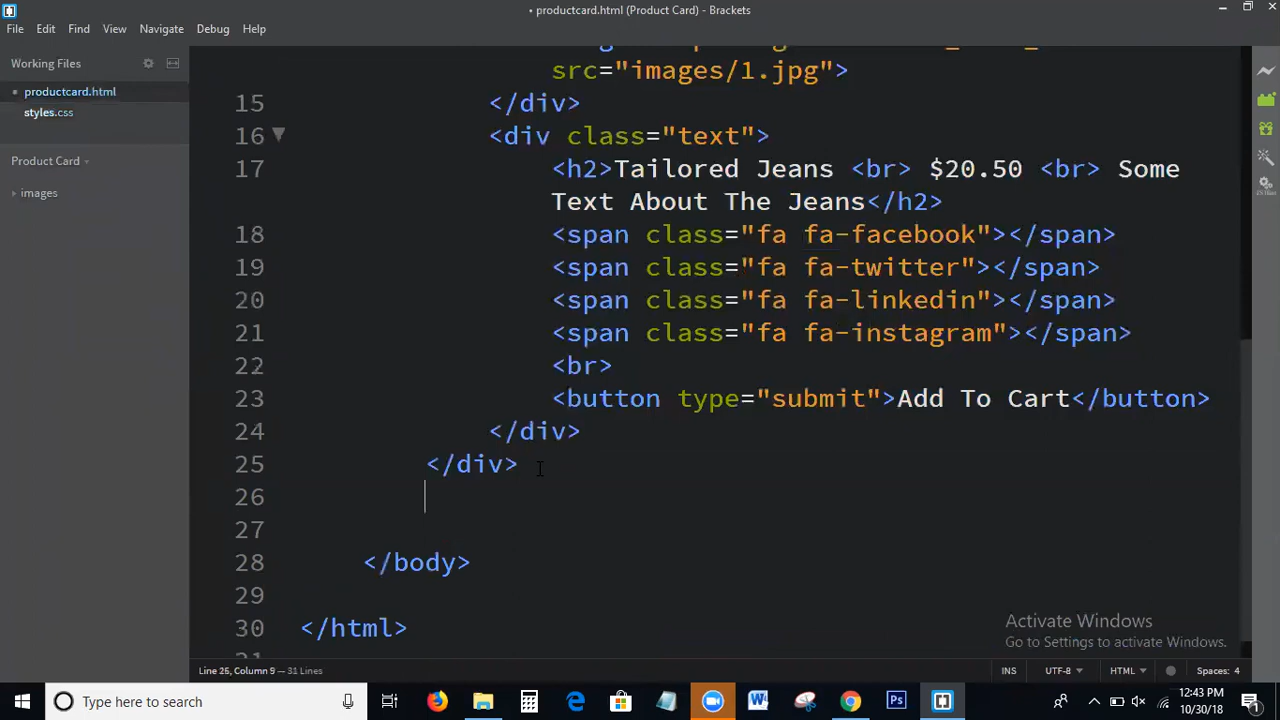 • productcard.html (Product Card) - Brackets
File Edit Find View Navigate Debug Help
Working Files
• productcard.html
styles.css
Product Card
images
src="images/1.jpg">
15 </div>
16 <div class="text">
17 <h2>Tailored Jeans <br> $20.50 <br> Some
Text About The Jeans</h2>
18 <span class="fa fa-facebook"></span>
19 <span class="fa fa-twitter"></span>
20 <span class="fa fa-linkedin"></span>
21 <span class="fa fa-instagram"></span>
22 <br>
23 <button type="submit">Add To Cart</button>
24 </div>
25 </div>
26
27
28 </body>
29
30 </html>
Activate Windows
Go to Settings to activate Windows.
Line 25, Column 9 — 31 Lines
INS UTF-8 HTML Spaces: 4
Type here to search
12:43 PM
10/30/18